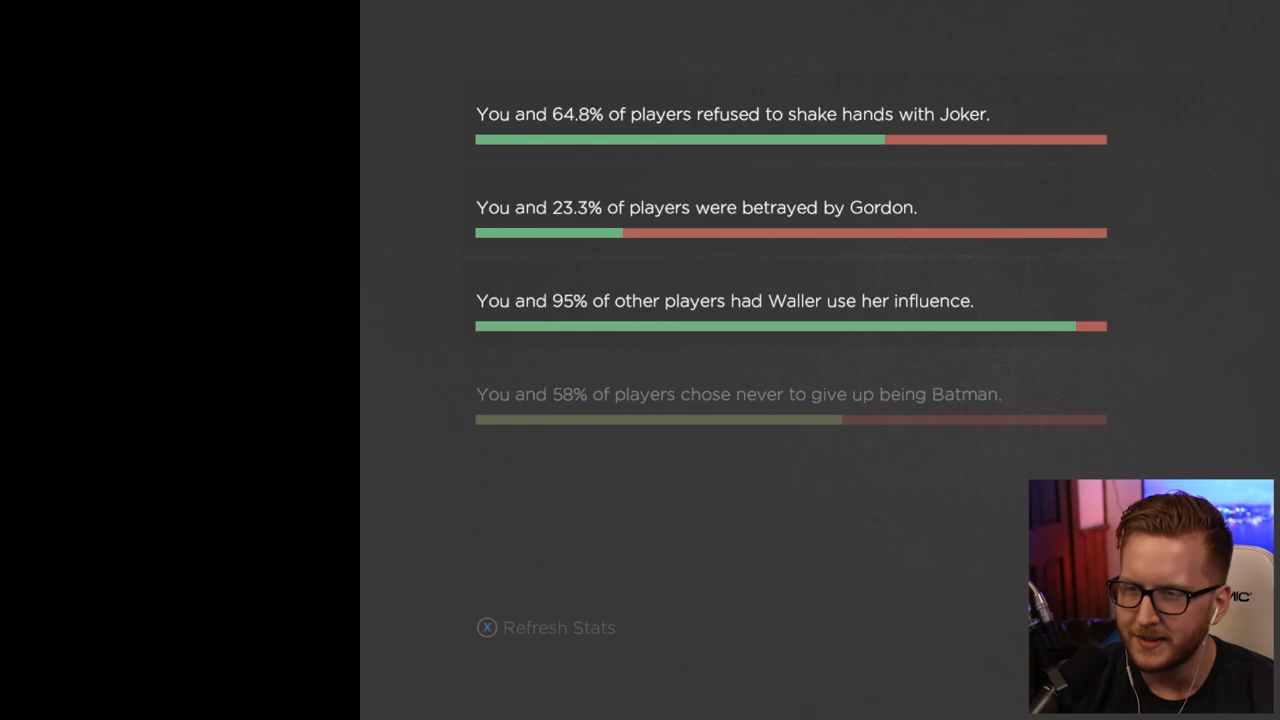 You and 64.8% of players refused to shake hands with Joker.
You and 23.3% of players were betrayed by Gordon.
You and 95% of other players had Waller use her influence.
You and 58% of players chose never to give up being Batman.
X Refresh Stats
MIC